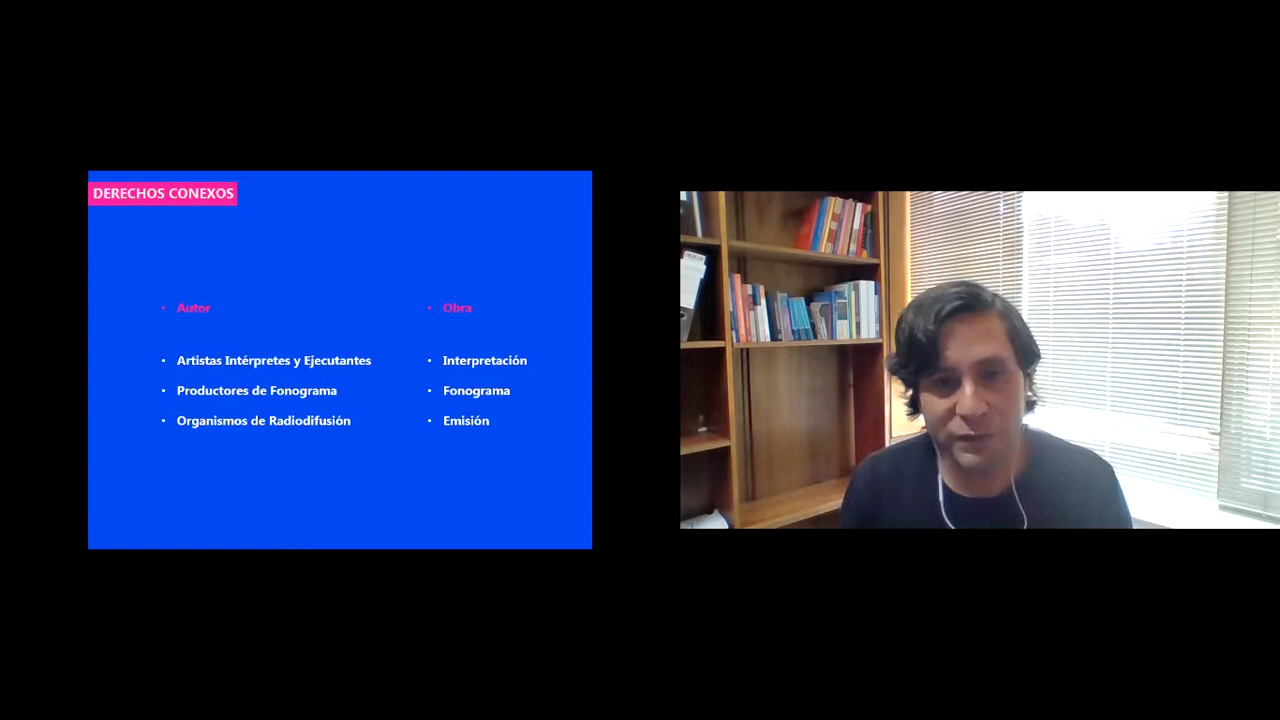 DERECHOS CONEXOS
• Autor
• Obra
• Artistas Intérpretes y Ejecutantes
• Interpretación
• Productores de Fonograma
• Fonograma
• Organismos de Radiodifusión
• Emisión